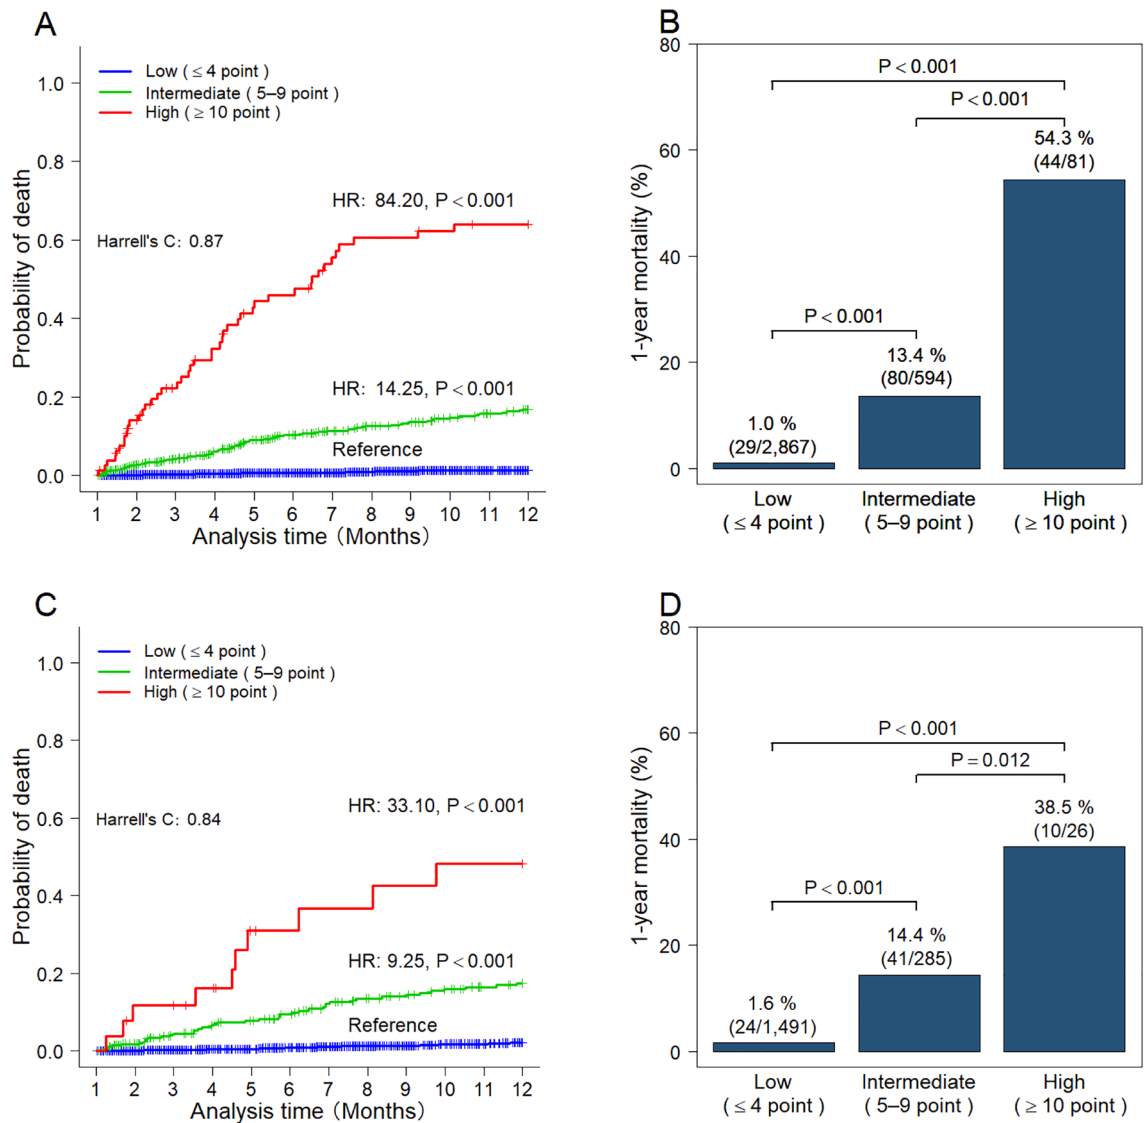 A
Low ( ≤ 4 point )
Intermediate ( 5–9 point )
High ( ≥ 10 point )
1.0
0.8
0.6
0.4
0.2
0.0
Probability of death
HR: 84.20, P < 0.001
Harrell's C: 0.87
HR: 14.25, P < 0.001
Reference
1 2 3 4 5 6 7 8 9 10 11 12
Analysis time (Months)
B
80
60
40
20
0
1-year mortality (%)
P < 0.001
P < 0.001
54.3 %
(44/81)
P < 0.001
13.4 %
(80/594)
1.0 %
(29/2,867)
Low Intermediate High
( ≤ 4 point ) ( 5–9 point ) ( ≥ 10 point )
C
Low ( ≤ 4 point )
Intermediate ( 5–9 point )
High ( ≥ 10 point )
1.0
0.8
0.6
0.4
0.2
0.0
Probability of death
HR: 33.10, P < 0.001
Harrell's C: 0.84
HR: 9.25, P < 0.001
Reference
1 2 3 4 5 6 7 8 9 10 11 12
Analysis time (Months)
D
80
60
40
20
0
1-year mortality (%)
P < 0.001
P = 0.012
38.5 %
(10/26)
P < 0.001
14.4 %
(41/285)
1.6 %
(24/1,491)
Low Intermediate High
( ≤ 4 point ) ( 5–9 point ) ( ≥ 10 point )